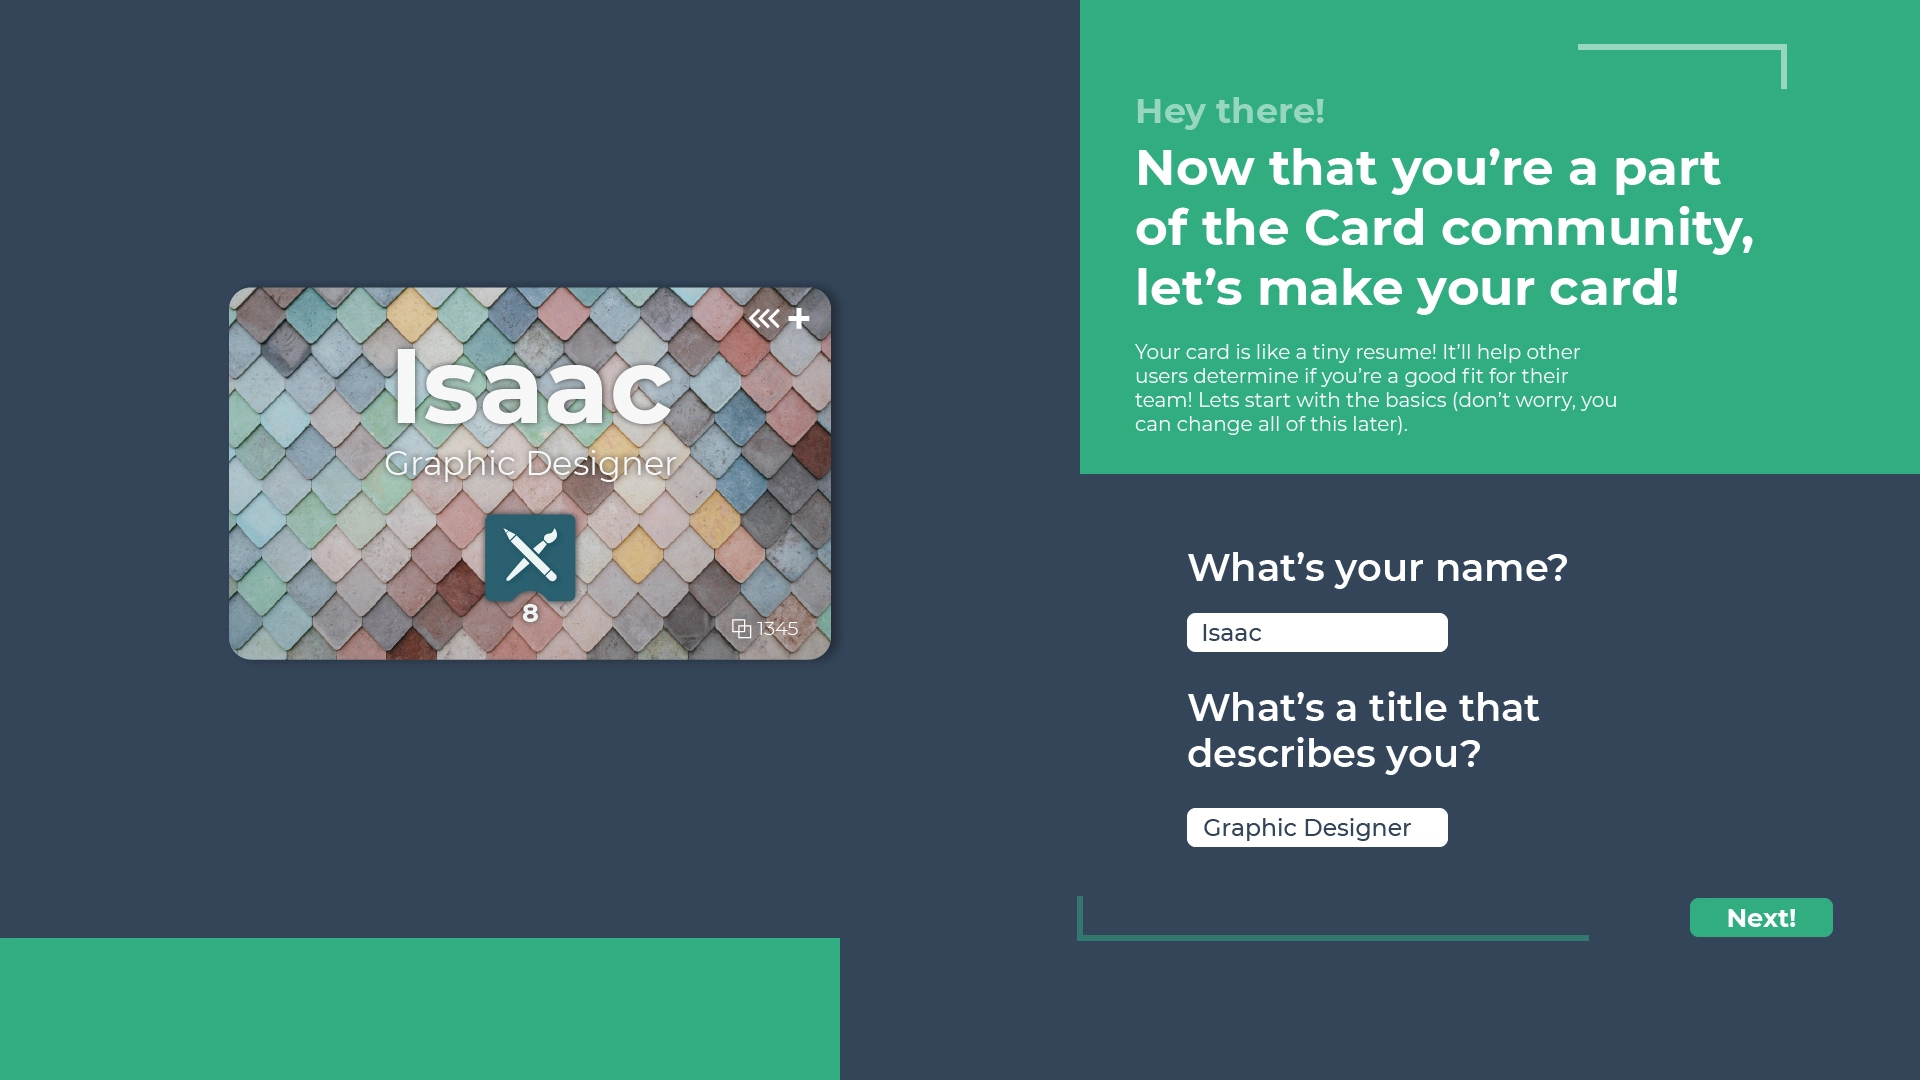 Isaac
Graphic Designer
8
1345
Hey there!
Now that you’re a part
of the Card community,
let’s make your card!
Your card is like a tiny resume! It’ll help other
users determine if you’re a good fit for their
team! Lets start with the basics (don’t worry, you
can change all of this later).
What’s your name?
Isaac
What’s a title that
describes you?
Graphic Designer
Next!